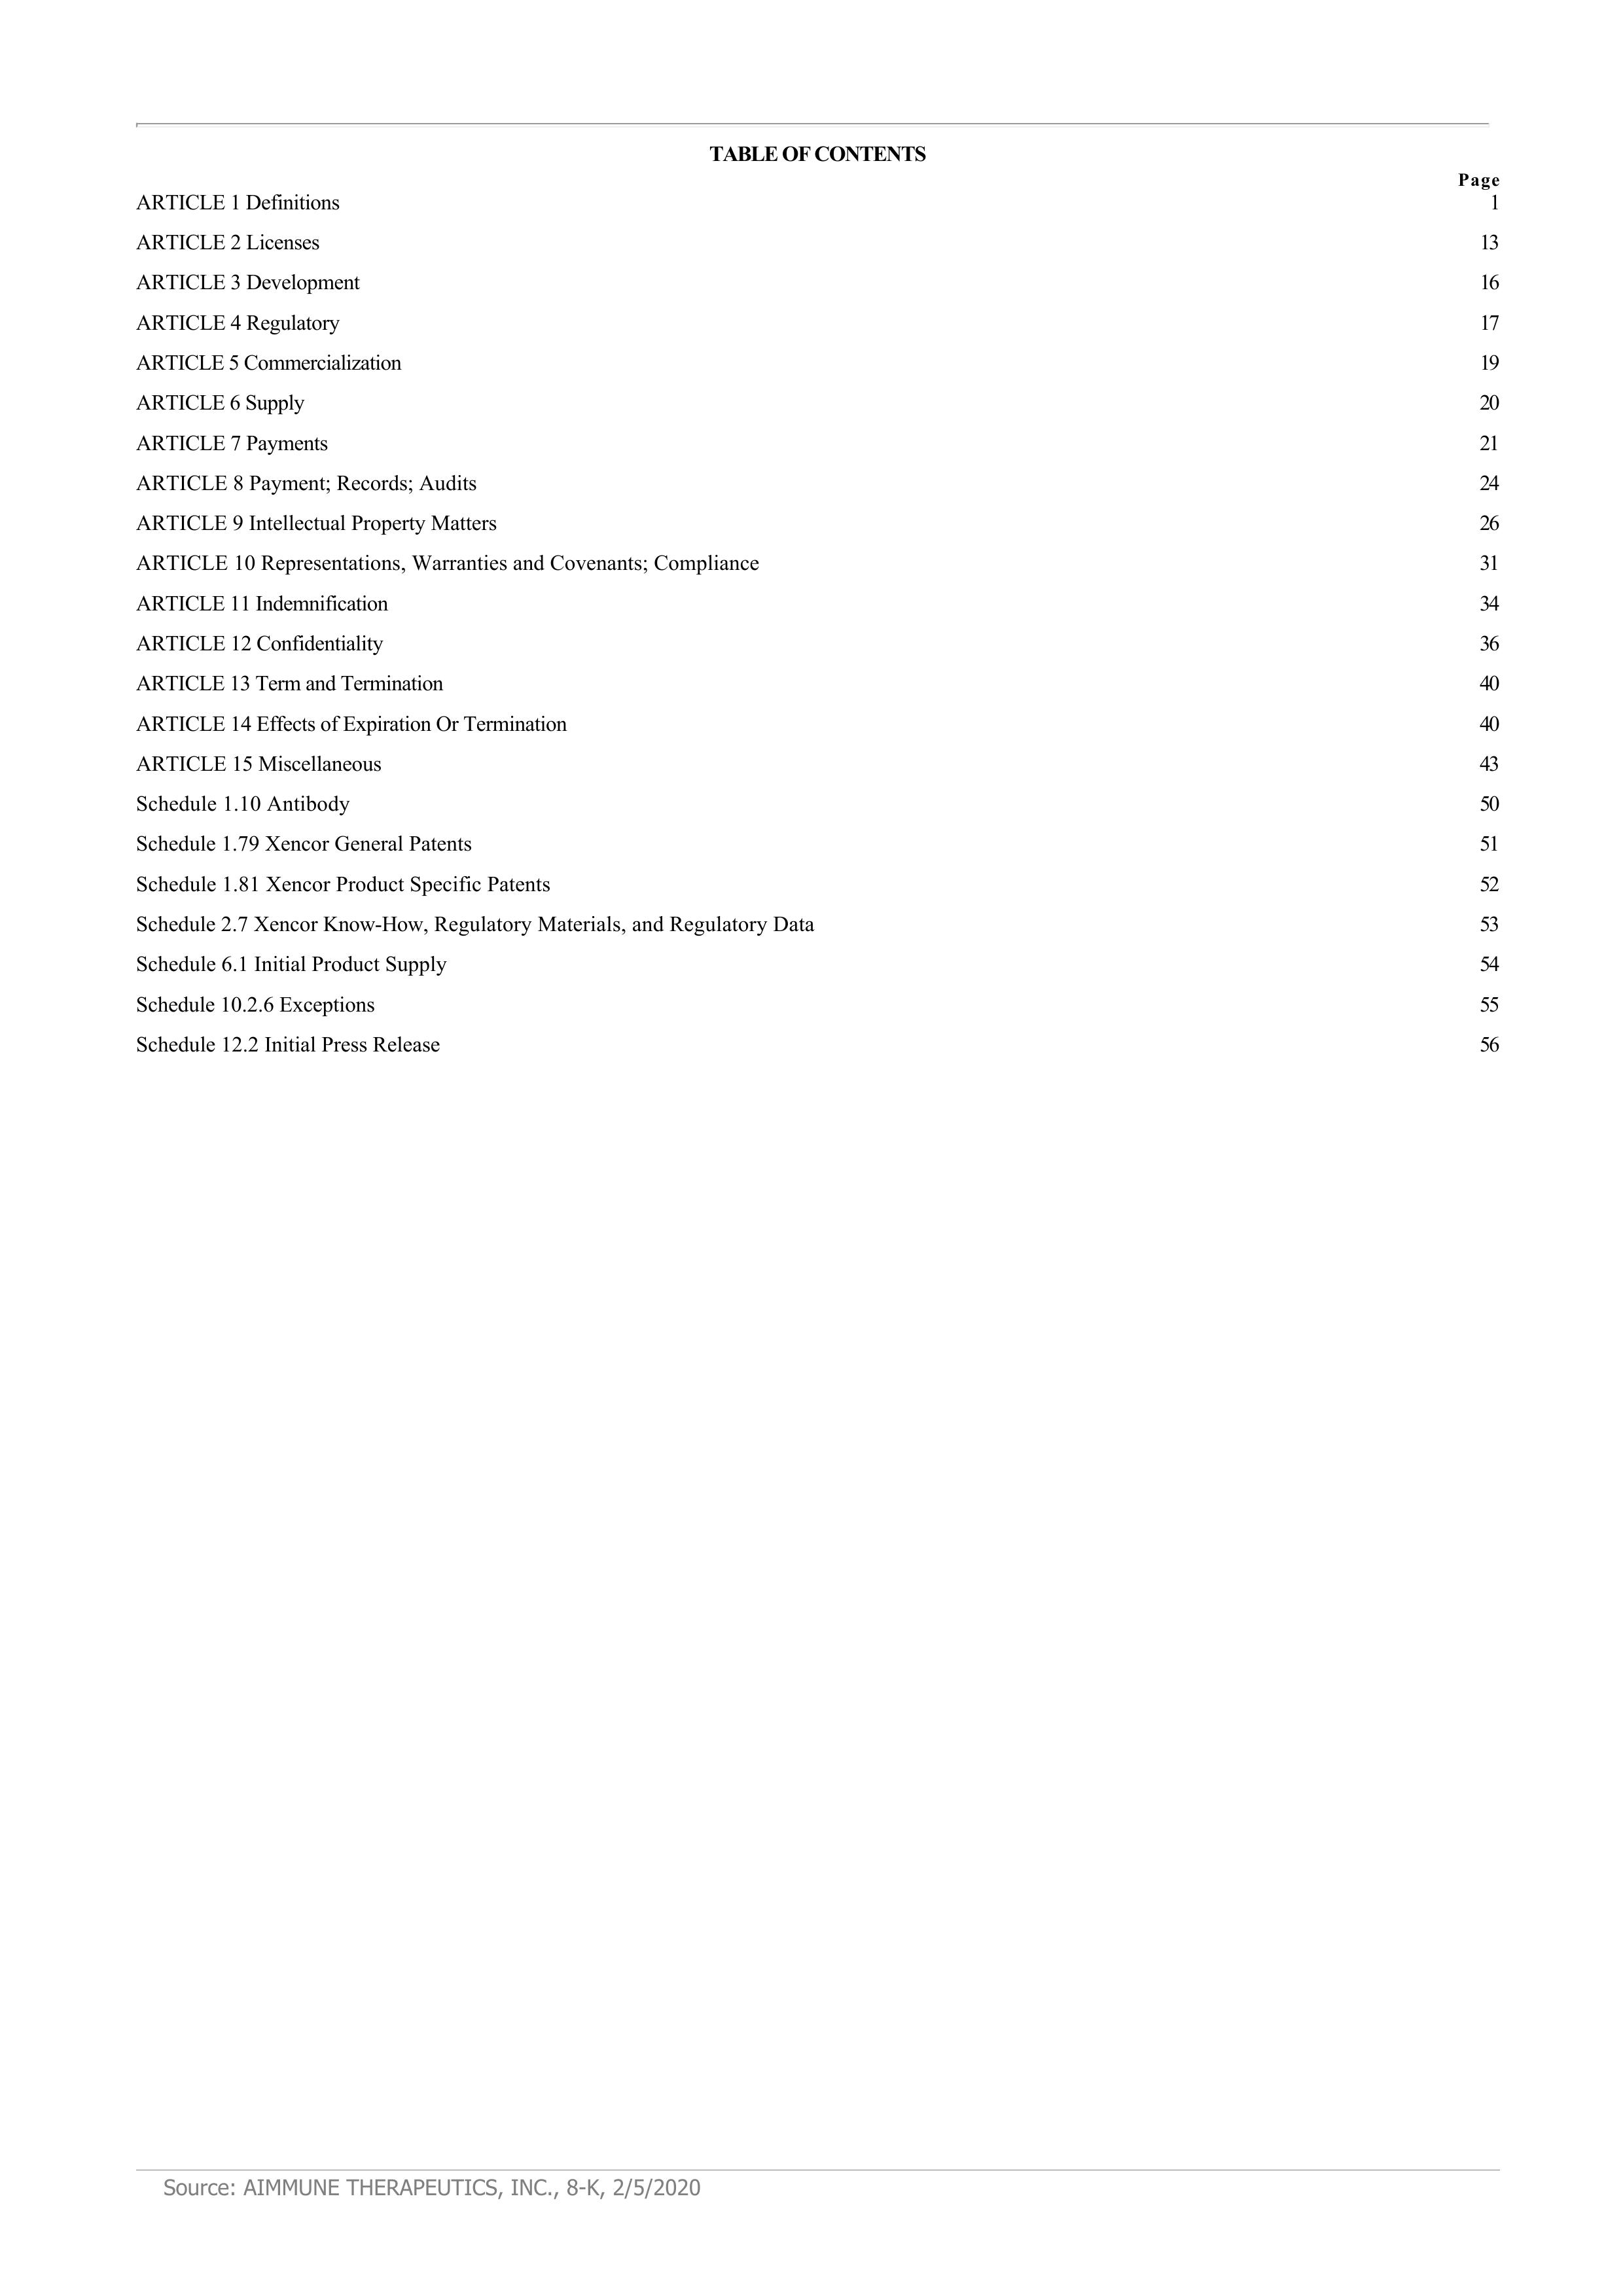 TABLE OF CONTENTS
Page
ARTICLE 1 Definitions 1
ARTICLE 2 Licenses 13
ARTICLE 3 Development 16
ARTICLE 4 Regulatory 17
ARTICLE 5 Commercialization 19
ARTICLE 6 Supply 20
ARTICLE 7 Payments 21
ARTICLE 8 Payment; Records; Audits 24
ARTICLE 9 Intellectual Property Matters 26
ARTICLE 10 Representations, Warranties and Covenants; Compliance 31
ARTICLE 11 Indemnification 34
ARTICLE 12 Confidentiality 36
ARTICLE 13 Term and Termination 40
ARTICLE 14 Effects of Expiration Or Termination 40
ARTICLE 15 Miscellaneous 43
Schedule 1.10 Antibody 50
Schedule 1.79 Xencor General Patents 51
Schedule 1.81 Xencor Product Specific Patents 52
Schedule 2.7 Xencor Know-How, Regulatory Materials, and Regulatory Data 53
Schedule 6.1 Initial Product Supply 54
Schedule 10.2.6 Exceptions 55
Schedule 12.2 Initial Press Release 56
Source: AIMMUNE THERAPEUTICS, INC., 8-K, 2/5/2020